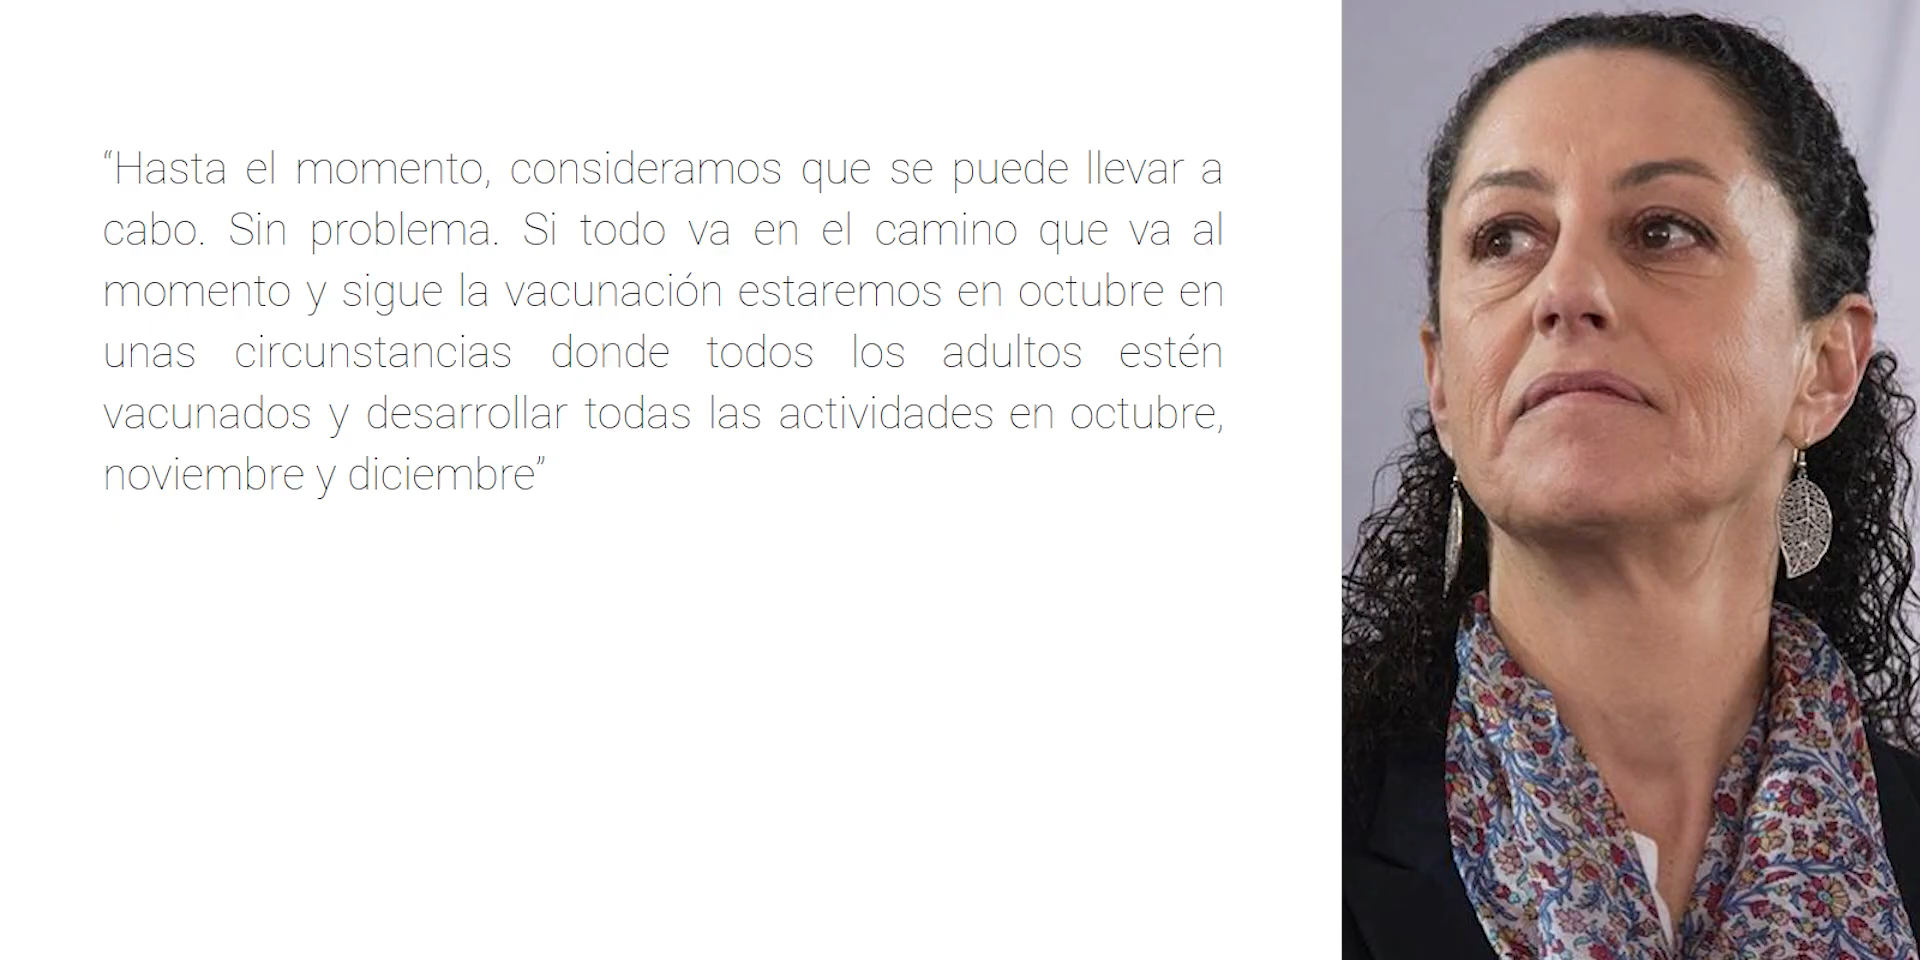 “Hasta el momento, consideramos que se puede llevar a
cabo. Sin problema. Si todo va en el camino que va al
momento y sigue la vacunación estaremos en octubre en
unas circunstancias donde todos los adultos estén
vacunados y desarrollar todas las actividades en octubre,
noviembre y diciembre”